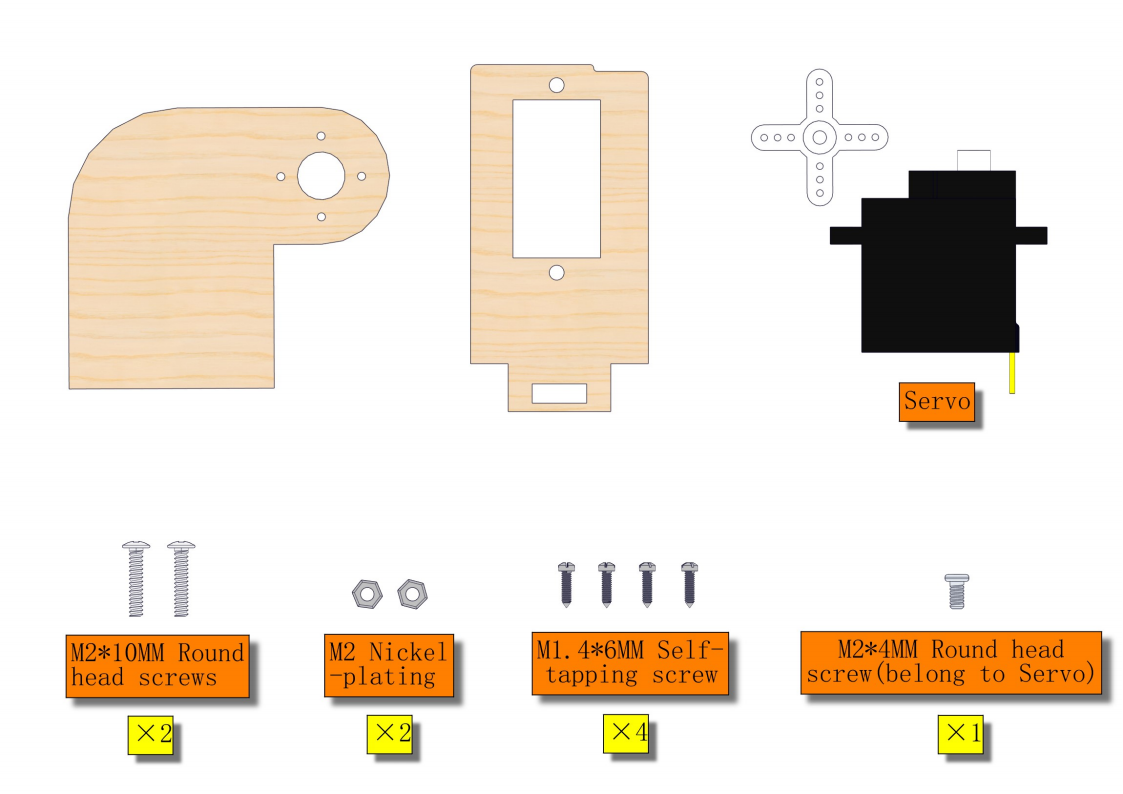 Servo
M2*10MM Round
head screws
M2 Nickel
-plating
M1.4*6MM Self-
tapping screw
M2*4MM Round head
screw(belong to Servo)
×2
×2
×4
×1